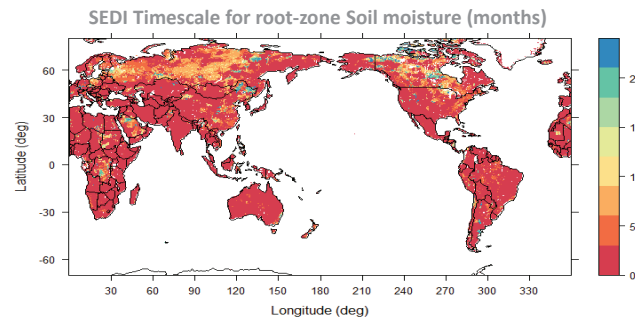 SEDI Timescale for root-zone Soil moisture (months)
60
30
0
-30
-60
Latitude (deg)
30 60 90 120 150 180 210 240 270 300 330
Longitude (deg)
2
1
1
5
0